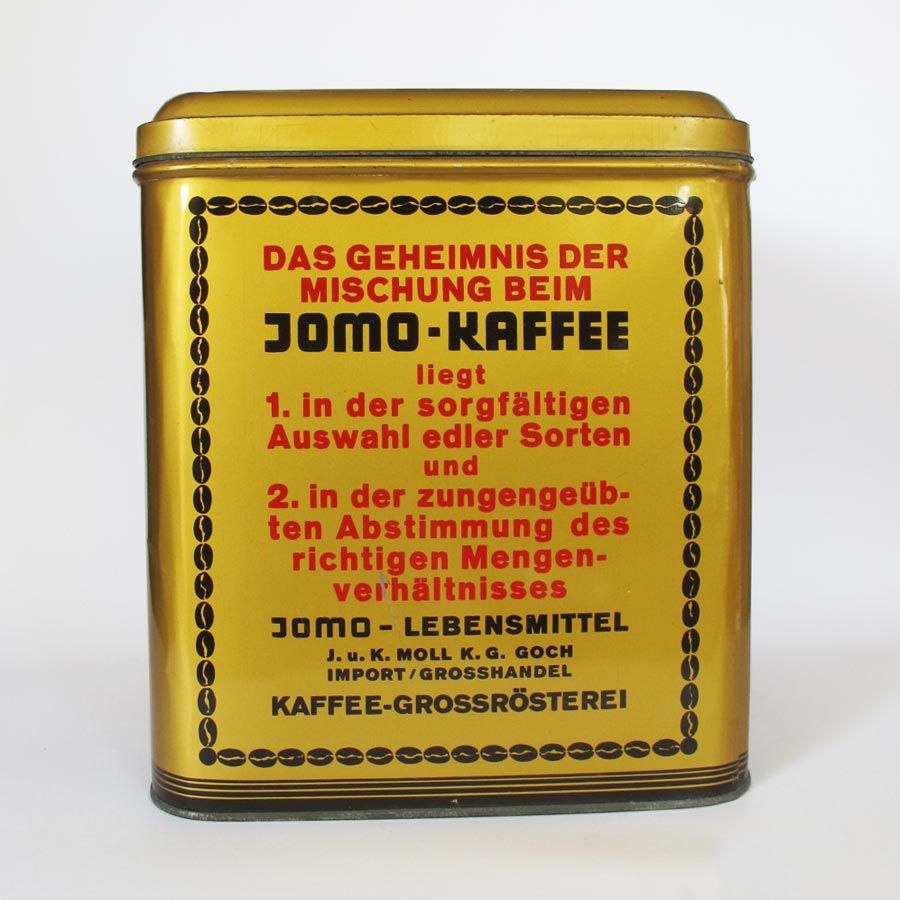 DAS GEHEIMNIS DER
MISCHUNG BEIM
JOMO-KAFFEE
liegt
1. in der sorgfältigen
Auswahl edler Sorten
und
2. in der zungengeüb-
ten Abstimmung des
richtigen Mengen-
verhältnisses
JOMO – LEBENSMITTEL
J. u. K. MOLL K. G. GOCH
IMPORT/GROSSHANDEL
KAFFEE-GROSSRÖSTEREI